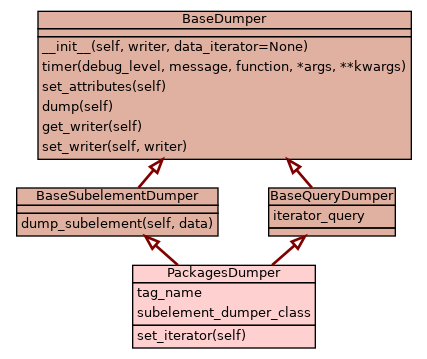 BaseDumper
__init__(self, writer, data_iterator=None)
timer(debug_level, message, function, *args, **kwargs)
set_attributes(self)
dump(self)
get_writer(self)
set_writer(self, writer)
BaseSubelementDumper
dump_subelement(self, data)
BaseQueryDumper
iterator_query
PackagesDumper
tag_name
subelement_dumper_class
set_iterator(self)